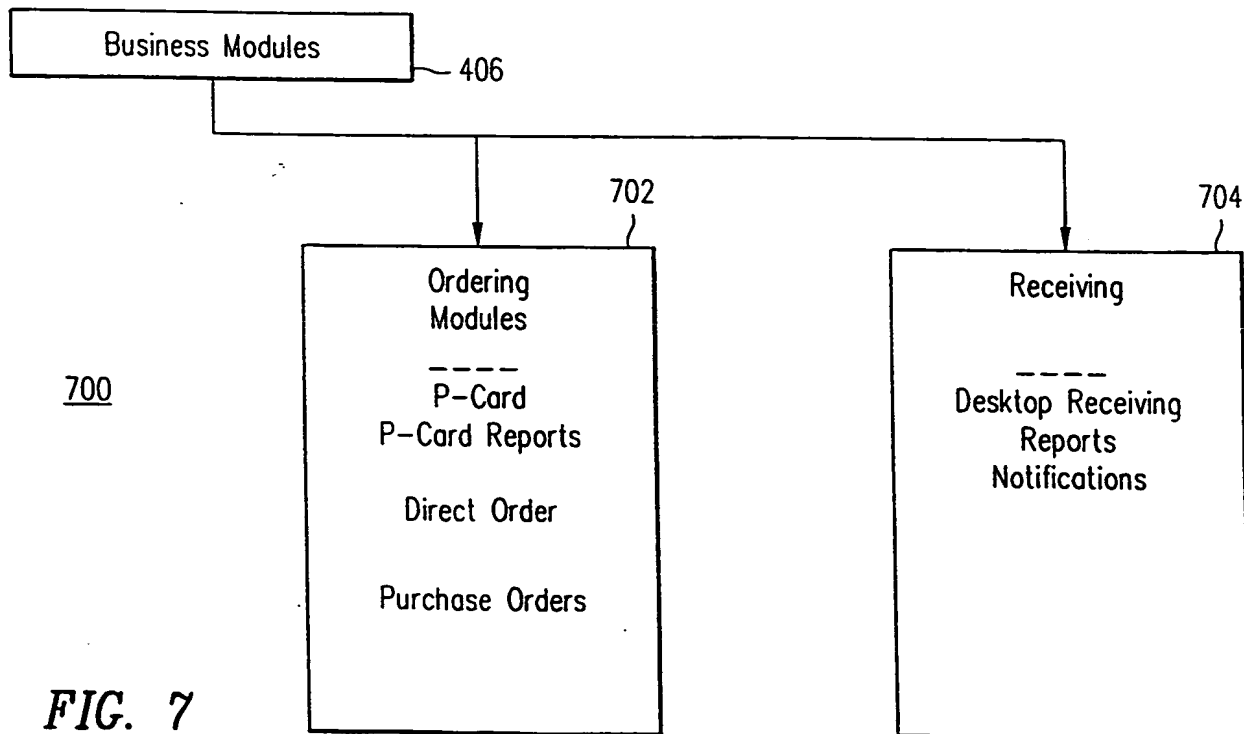 Business Modules
406
702
704
Ordering
Modules
----
P-Card
P-Card Reports
Direct Order
Purchase Orders
Receiving
----
Desktop Receiving
Reports
Notifications
700
FIG. 7